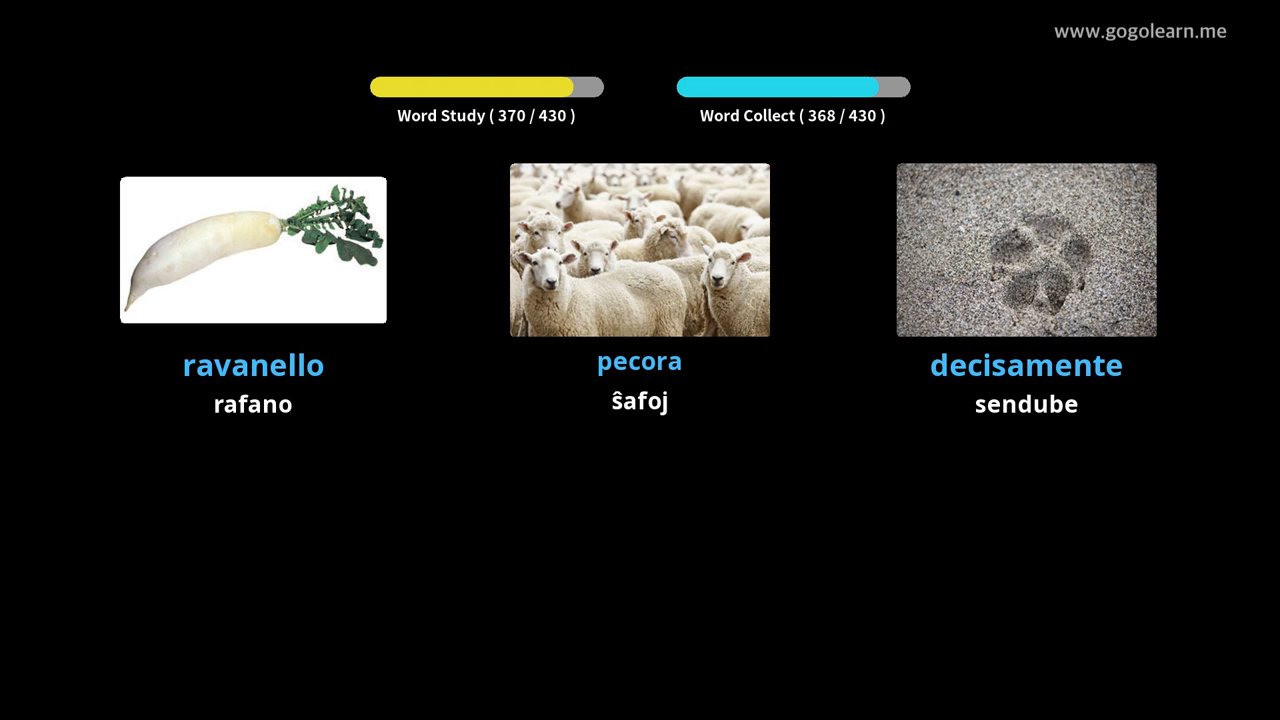 www.gogolearn.me
Word Study ( 370 / 430 )
Word Collect ( 368 / 430 )
ravanello
rafano
pecora
ŝafoj
decisamente
sendube